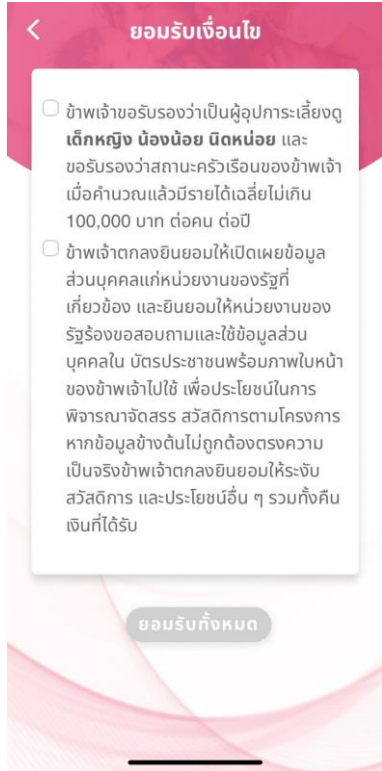 ยอมรับเงื่อนไข
ข้าพเจ้าขอรับรองว่าเป็นผู้อุปการะเลี้ยงดู
เด็กหญิง น้องน้อย นิดหน่อย และ
ขอรับรองว่าสถานะครัวเรือนของข้าพเจ้า
เมื่อคำนวณแล้วมีรายได้เฉลี่ยไม่เกิน
100,000 บาท ต่อคน ต่อปี
ข้าพเจ้าตกลงยินยอมให้เปิดเผยข้อมูล
ส่วนบุคคลแก่หน่วยงานของรัฐที่
เกี่ยวข้อง และยินยอมให้หน่วยงานของ
รัฐร้องขอสอบถามและใช้ข้อมูลส่วน
บุคคลใน บัตรประชาชนพร้อมภาพใบหน้า
ของข้าพเจ้าไปใช้ เพื่อประโยชน์ในการ
พิจารณาจัดสรร สวัสดิการตามโครงการ
หากข้อมูลข้างต้นไม่ถูกต้องตรงความ
เป็นจริงข้าพเจ้าตกลงยินยอมให้ระงับ
สวัสดิการ และประโยชน์อื่น ๆ รวมทั้งคืน
เงินที่ได้รับ
ยอมรับทั้งหมด